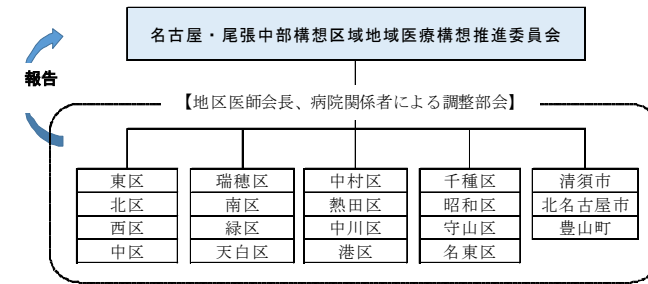 名古屋・尾張中部構想区域地域医療構想推進委員会
報告
【地区医師会長、病院関係者による調整部会】
東区
北区
西区
中区
瑞穂区
南区
緑区
天白区
中村区
熱田区
中川区
港区
千種区
昭和区
守山区
名東区
清須市
北名古屋市
豊山町